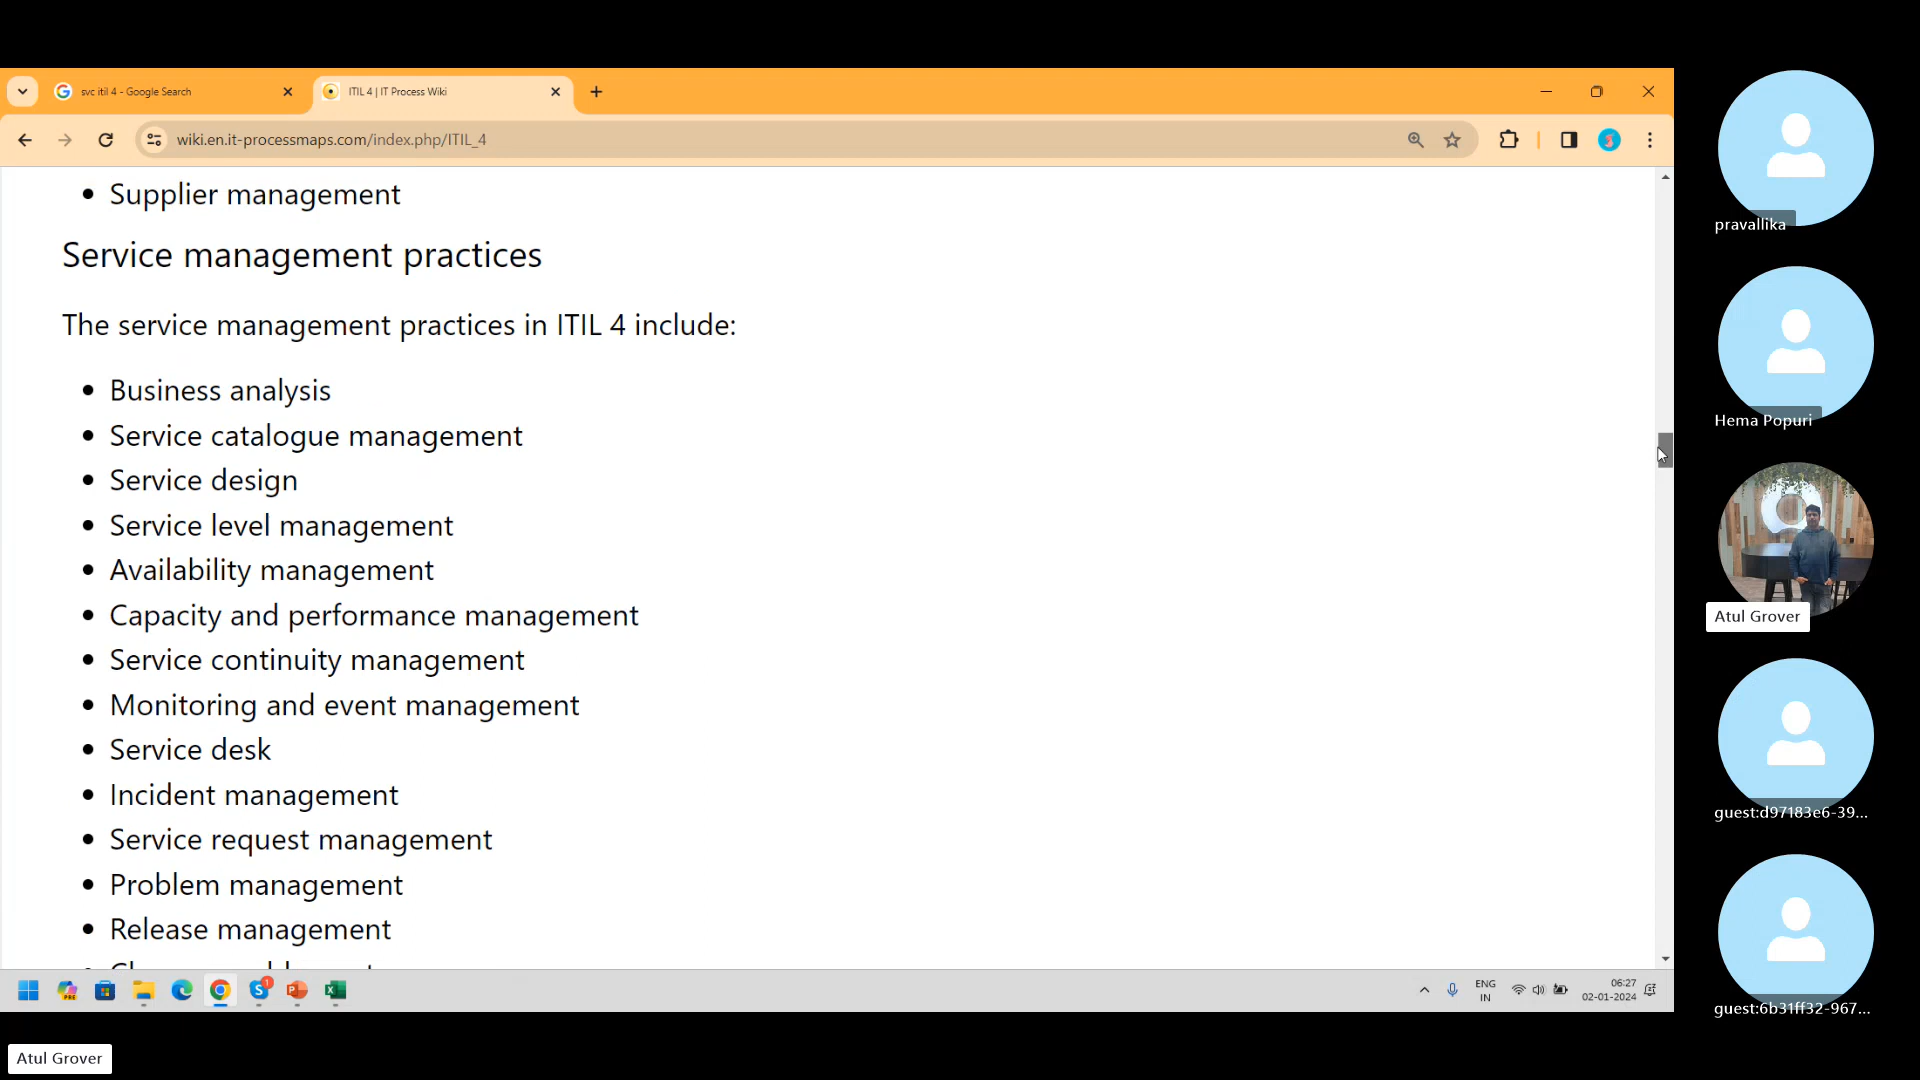 svc itil 4 - Google Search
ITIL 4 | IT Process Wiki
wiki.en.it-processmaps.com/index.php/ITIL_4
Supplier management
Service management practices
The service management practices in ITIL 4 include:
Business analysis
Service catalogue management
Service design
Service level management
Availability management
Capacity and performance management
Service continuity management
Monitoring and event management
Service desk
Incident management
Service request management
Problem management
Release management
ENG
IN
06:27
02-01-2024
pravallika
Hema Popuri
Atul Grover
guest:d97183e6-39...
guest:6b31ff32-967...
Atul Grover